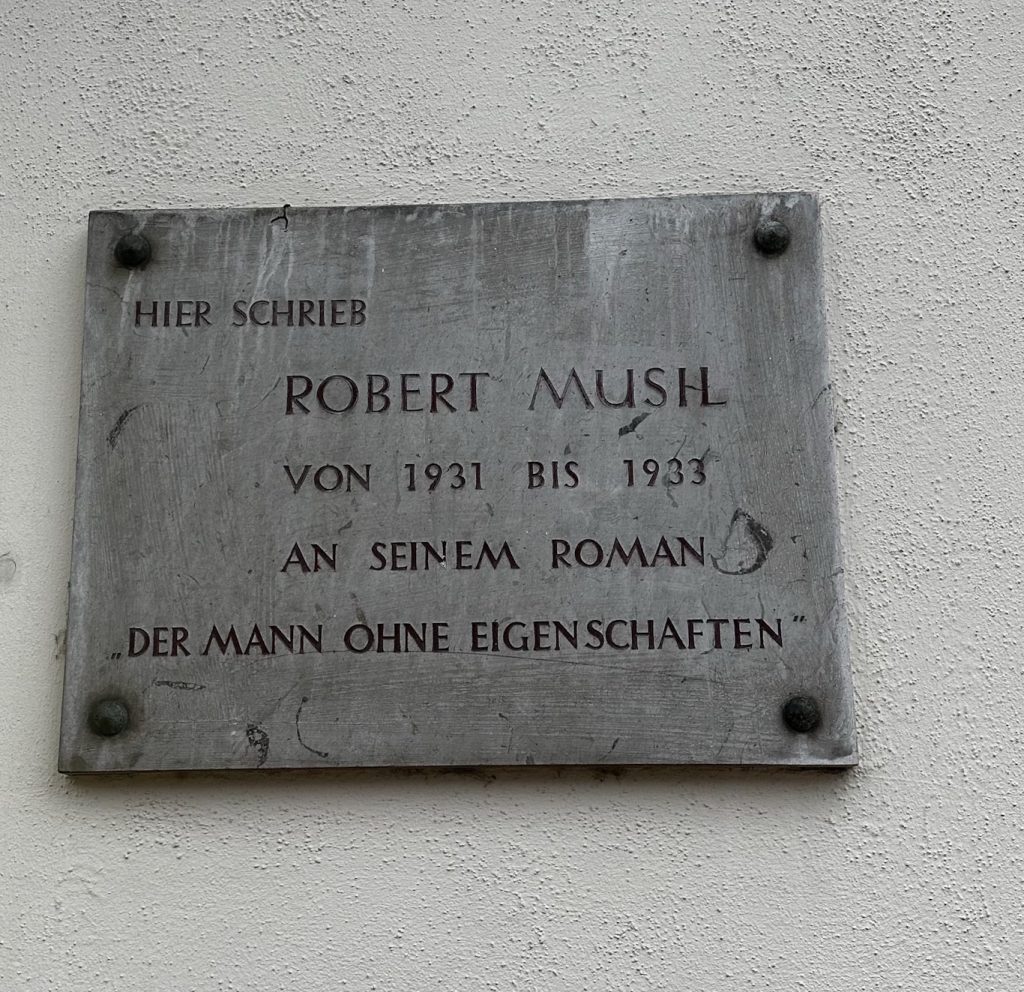 HIER SCHRIEB
ROBERT MUSIL
VON 1931 BIS 1933
AN SEINEM ROMAN
„DER MANN OHNE EIGENSCHAFTEN”